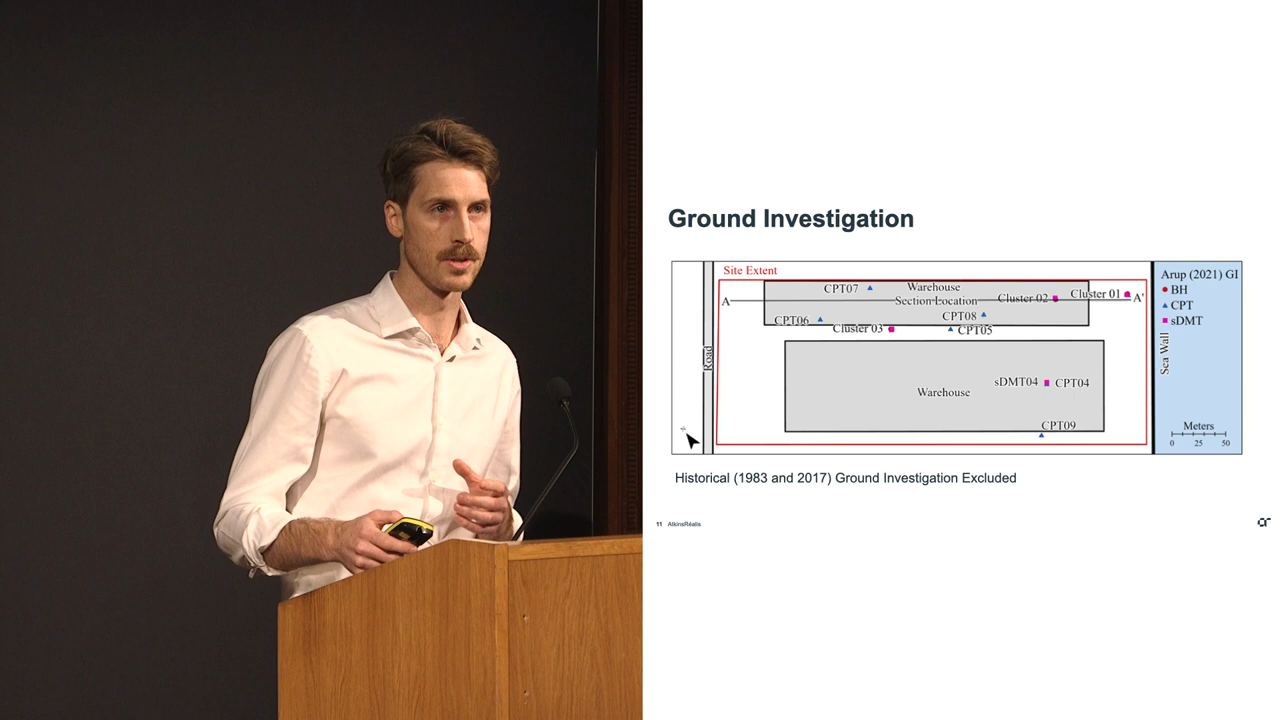 Ground Investigation
Site Extent
Arup (2021) GI
BH
CPT
sDMT
CPT07
Warehouse
Section Location
Cluster 02
Cluster 01
A
A'
CPT06
CPT08
Cluster 03
CPT05
Road
Sea Wall
sDMT04
CPT04
Warehouse
CPT09
Meters
0 25 50
Historical (1983 and 2017) Ground Investigation Excluded
11 AtkinsRéalis